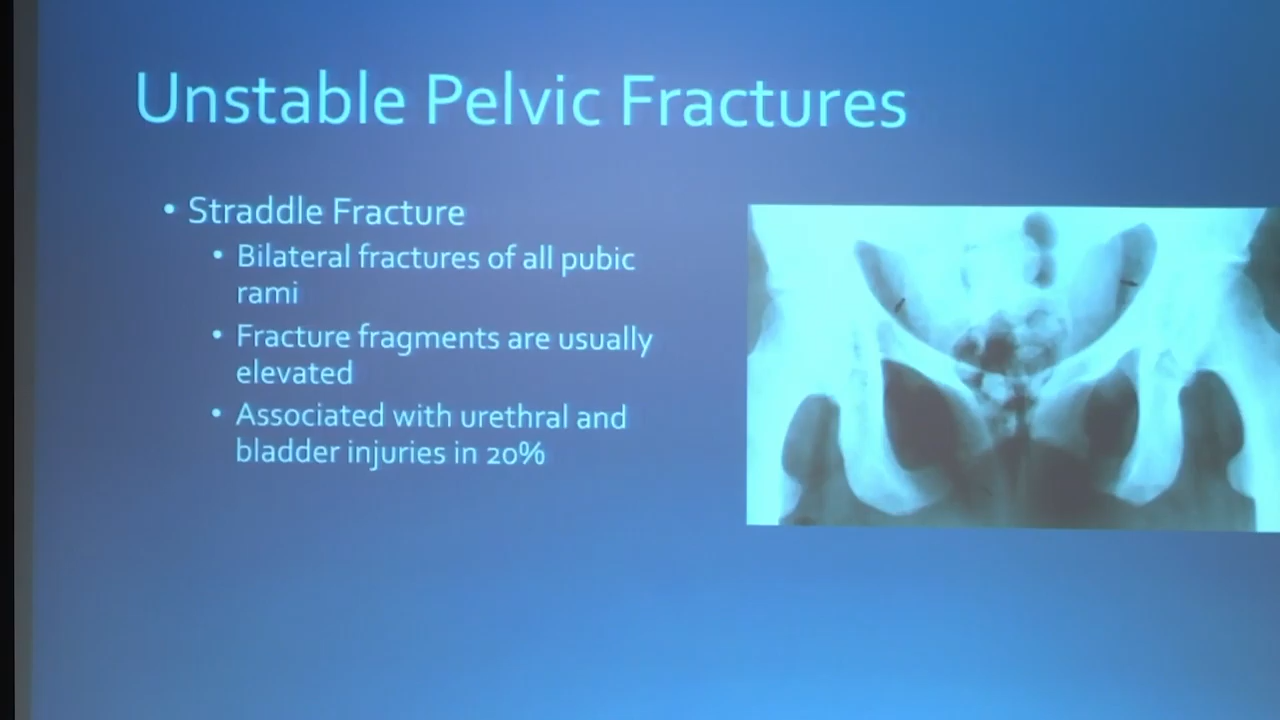 Unstable Pelvic Fractures
• Straddle Fracture
• Bilateral fractures of all pubic
rami
• Fracture fragments are usually
elevated
• Associated with urethral and
bladder injuries in 20%